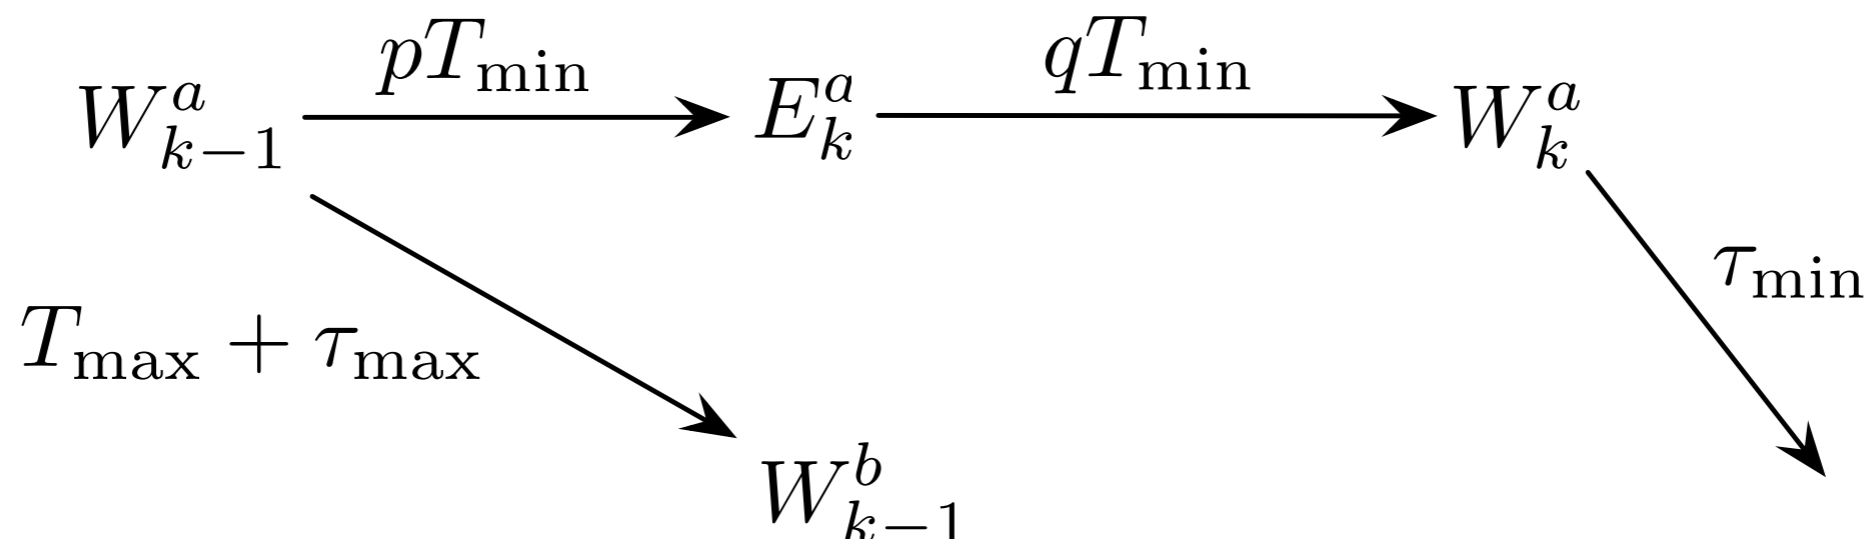 pT_min qT_min
W^a_{k-1} E^a_k W^a_k
τ_min
T_max + τ_max
W^b_{k-1}